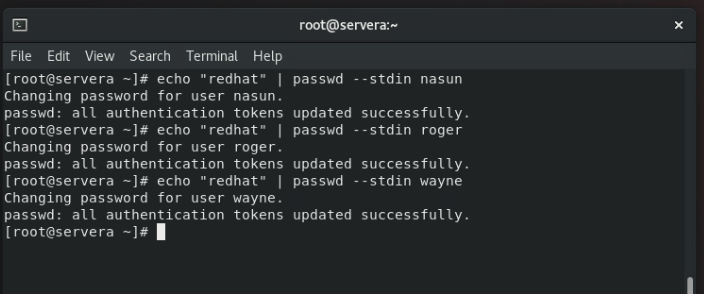 root@servera:~
File Edit View Search Terminal Help
[root@servera ~]# echo "redhat" | passwd --stdin nasun
Changing password for user nasun.
passwd: all authentication tokens updated successfully.
[root@servera ~]# echo "redhat" | passwd --stdin roger
Changing password for user roger.
passwd: all authentication tokens updated successfully.
[root@servera ~]# echo "redhat" | passwd --stdin wayne
Changing password for user wayne.
passwd: all authentication tokens updated successfully.
[root@servera ~]#